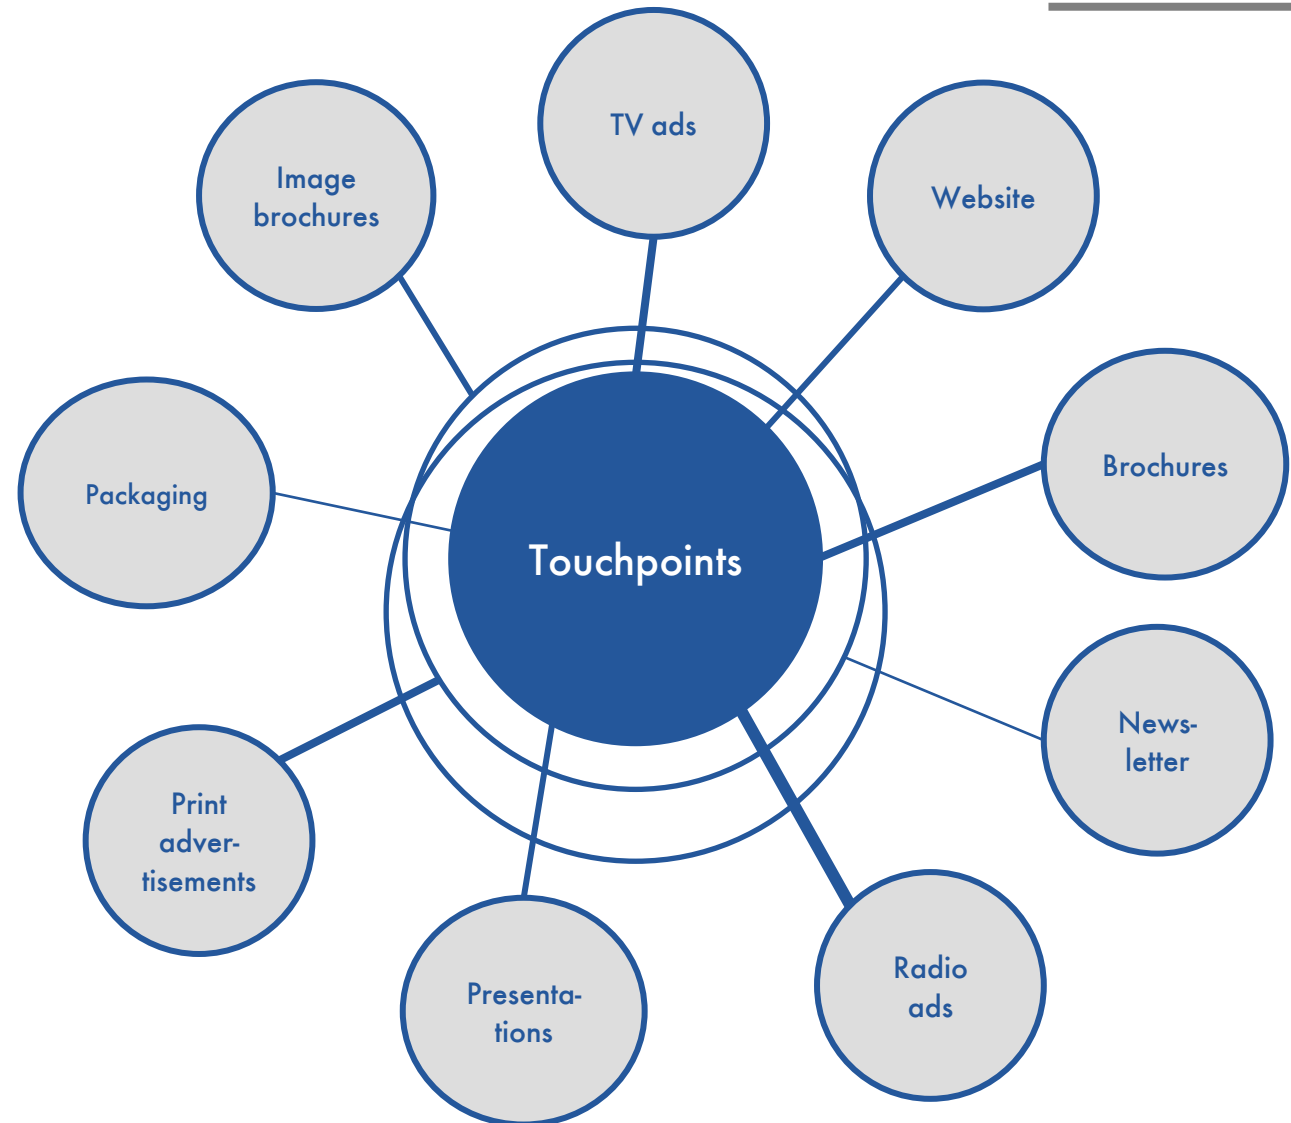 TV ads
Image
brochures
Website
Brochures
Packaging
Touchpoints
News-
letter
Print
adver-
tisements
Radio
ads
Presenta-
tions